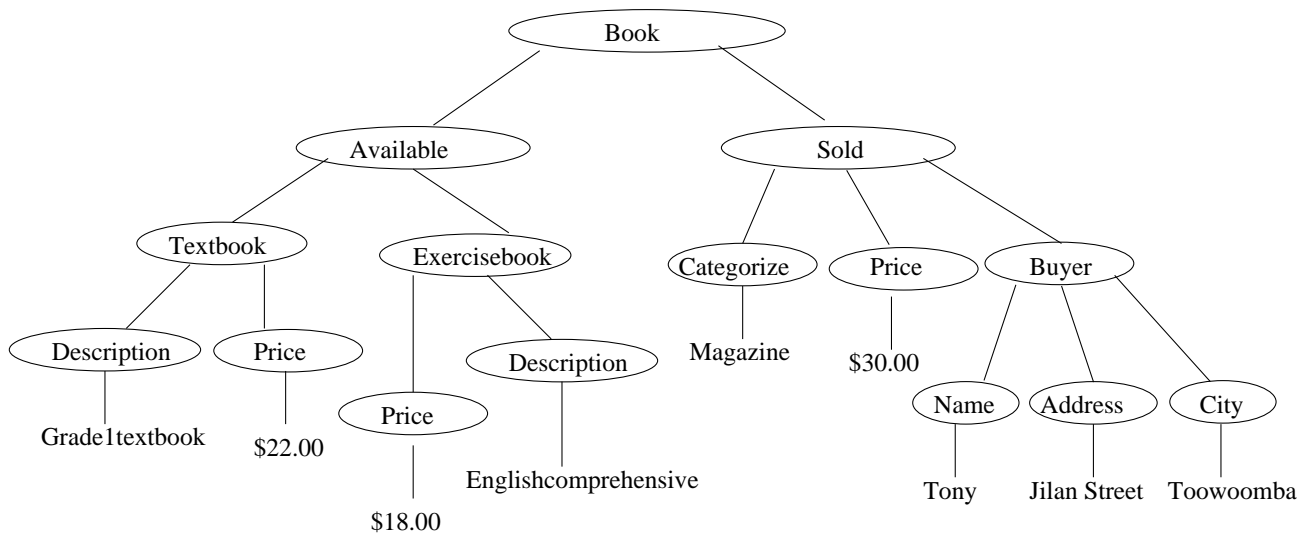 Book
Available
Sold
Textbook
Exercisebook
Categorize
Price
Buyer
Description
Price
Description
Magazine
$30.00
Price
Name
Address
City
Grade1textbook
$22.00
Englishcomprehensive
Tony
Jilan Street
Toowoomba
$18.00